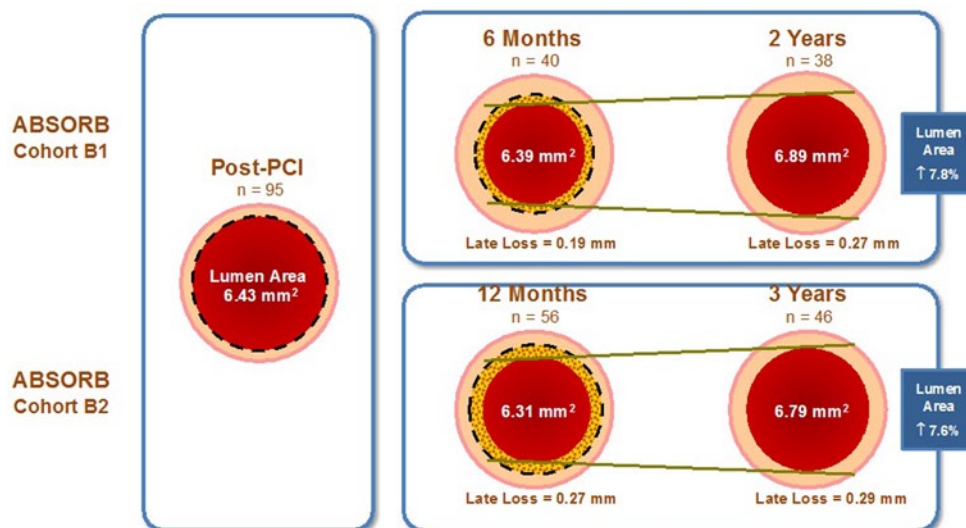 ABSORB
Cohort B1
Post-PCI
n = 95
Lumen Area
6.43 mm²
ABSORB
Cohort B2
6 Months
n = 40
6.39 mm²
Late Loss = 0.19 mm
2 Years
n = 38
6.89 mm²
Late Loss = 0.27 mm
Lumen
Area
↑ 7.8%
12 Months
n = 56
6.31 mm²
Late Loss = 0.27 mm
3 Years
n = 46
6.79 mm²
Late Loss = 0.29 mm
Lumen
Area
↑ 7.6%